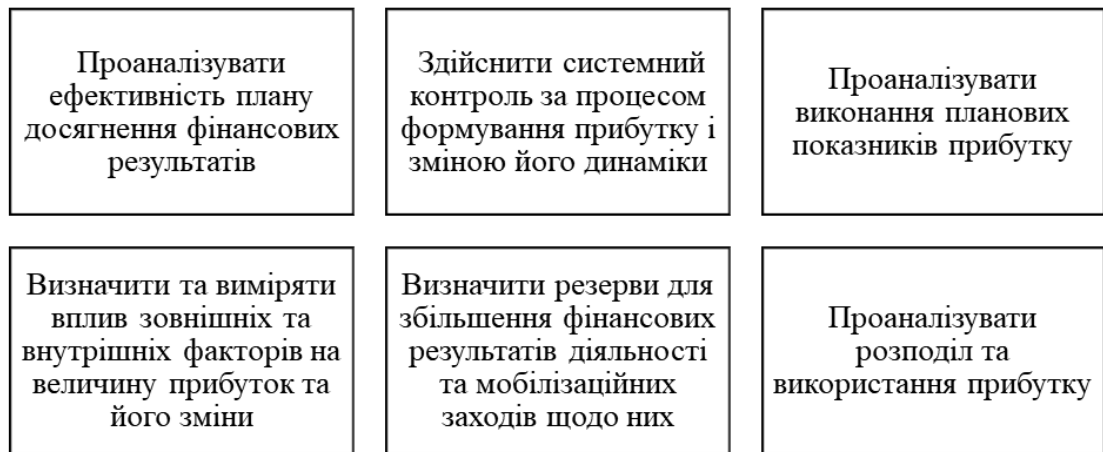 Проаналізувати
ефективність плану
досягнення фінансових
результатів
Здійснити системний
контроль за процесом
формування прибутку і
зміною його динаміки
Проаналізувати
виконання планових
показників прибутку
Визначити та виміряти
вплив зовнішніх та
внутрішніх факторів на
величину прибуток та
його зміни
Визначити резерви для
збільшення фінансових
результатів діяльності
та мобілізаційних
заходів щодо них
Проаналізувати
розподіл та
використання прибутку